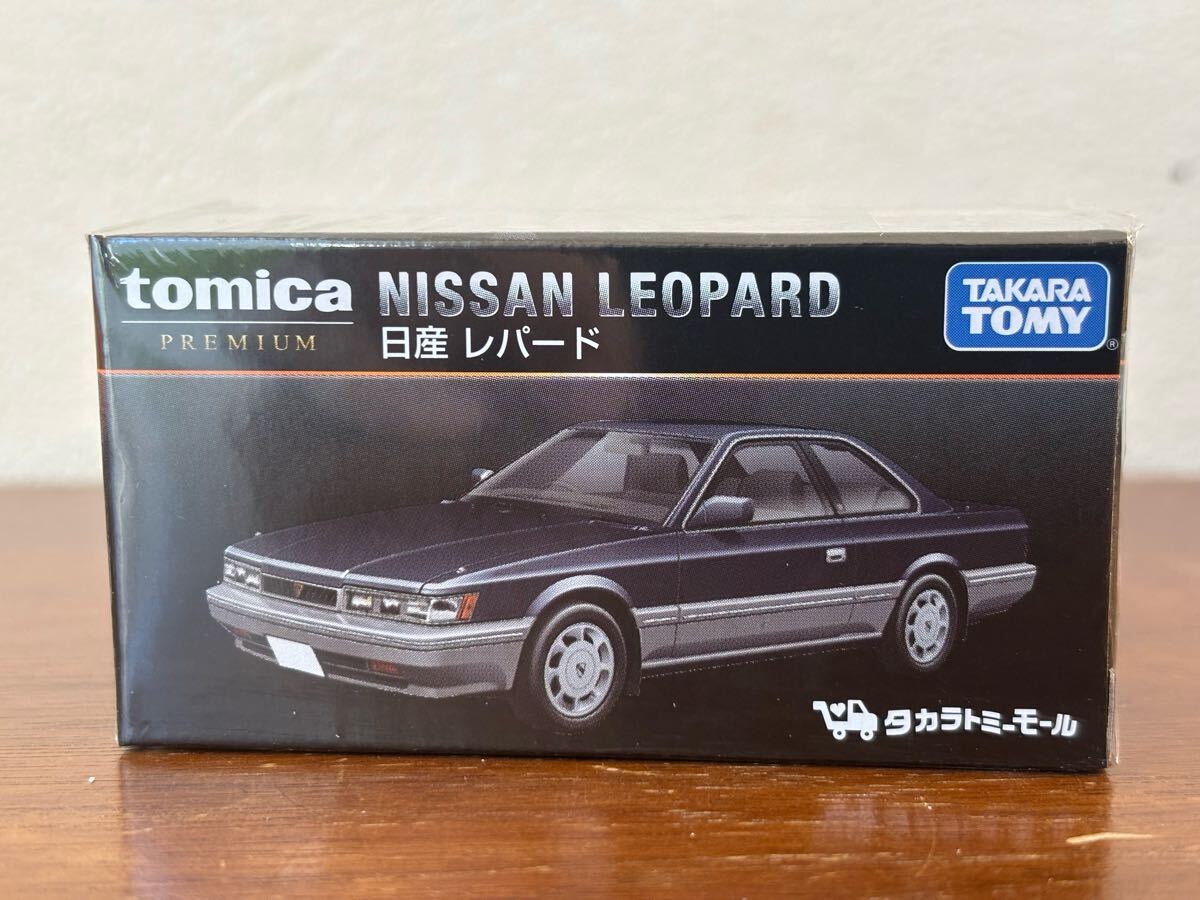 tomica
PREMIUM
NISSAN LEOPARD
日産 レパード
TAKARA
TOMY
®
タカラトミーモール